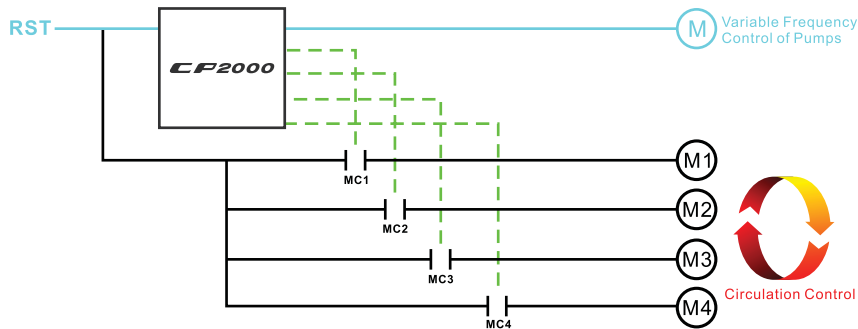 RST
CP2000
M
Variable Frequency
Control of Pumps
M1
MC1
M2
MC2
M3
MC3
M4
MC4
Circulation Control